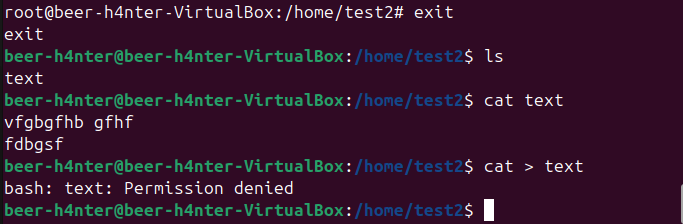 root@beer-h4nter-VirtualBox:/home/test2# exit
exit
beer-h4nter@beer-h4nter-VirtualBox:/home/test2$ ls
text
beer-h4nter@beer-h4nter-VirtualBox:/home/test2$ cat text
vfgbgfhb gfhf
fdbgsf
beer-h4nter@beer-h4nter-VirtualBox:/home/test2$ cat > text
bash: text: Permission denied
beer-h4nter@beer-h4nter-VirtualBox:/home/test2$